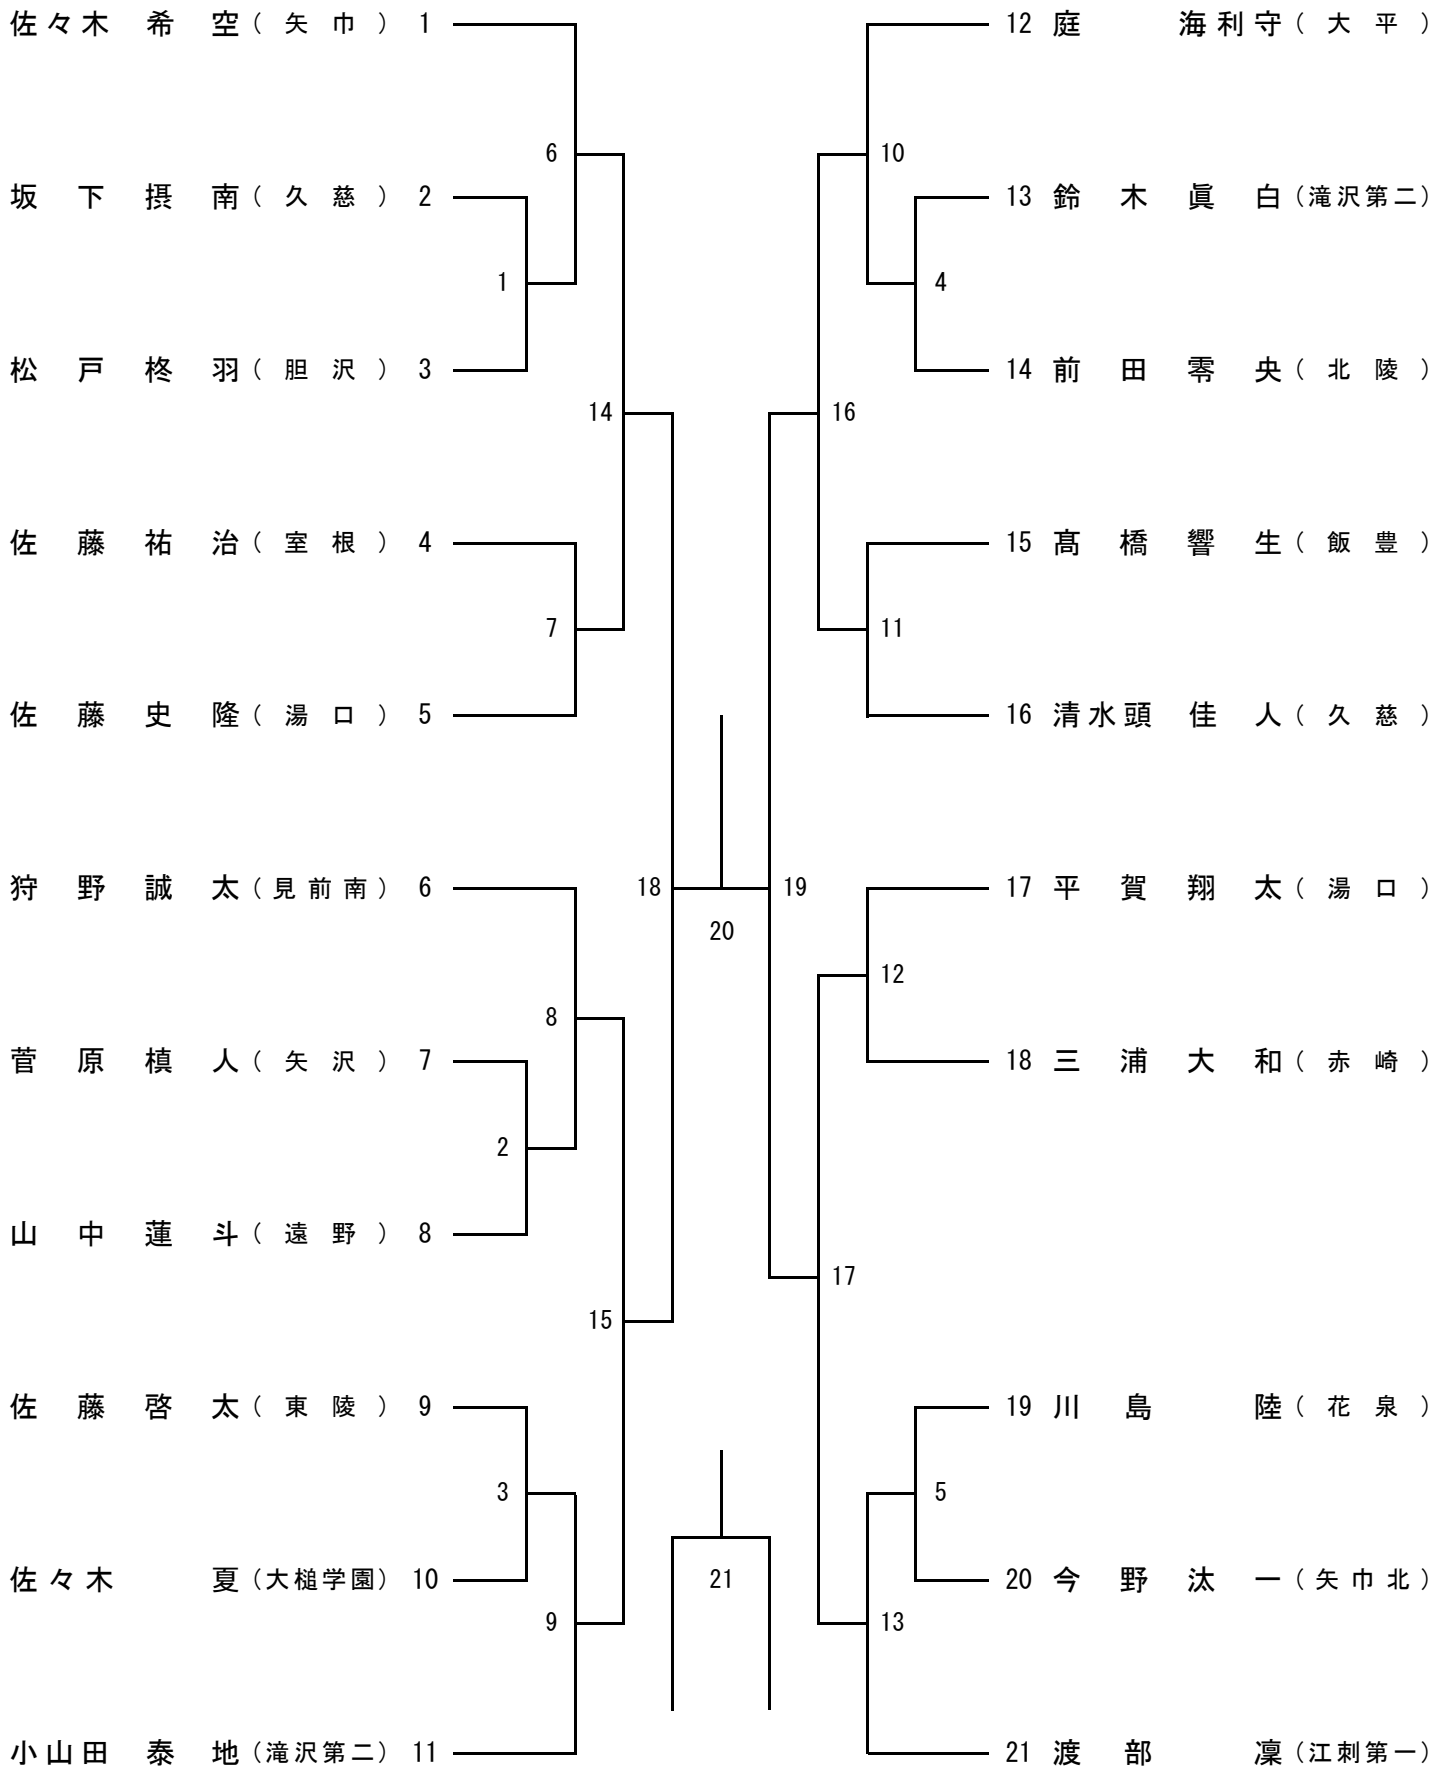 佐々木 希 空（ 矢 巾 ） 1
6
坂 下 摂 南（ 久 慈 ） 2
1
松 戸 柊 羽（ 胆 沢 ） 3
14
佐 藤 祐 治（ 室 根 ） 4
7
佐 藤 史 隆（ 湯 口 ） 5
狩 野 誠 太（ 見 前 南 ） 6
18
8
菅 原 槙 人（ 矢 沢 ） 7
2
山 中 蓮 斗（ 遠 野 ） 8
15
佐 藤 啓 太（ 東 陵 ） 9
3
佐々木 夏（大槌学園） 10
9
小山田 泰 地（滝沢第二） 11
20
21
12 庭 海利守（ 大 平 ）
10
13 鈴 木 眞 白（滝沢第二）
4
14 前 田 零 央（ 北 陵 ）
16
15 髙 橋 響 生（ 飯 豊 ）
11
16 清水頭 佳 人（ 久 慈 ）
19
17 平 賀 翔 太（ 湯 口 ）
12
18 三 浦 大 和（ 赤 崎 ）
17
19 川 島 陸（ 花 泉 ）
5
20 今 野 汰 一（ 矢 巾 北 ）
13
21 渡 部 凜（江刺第一）